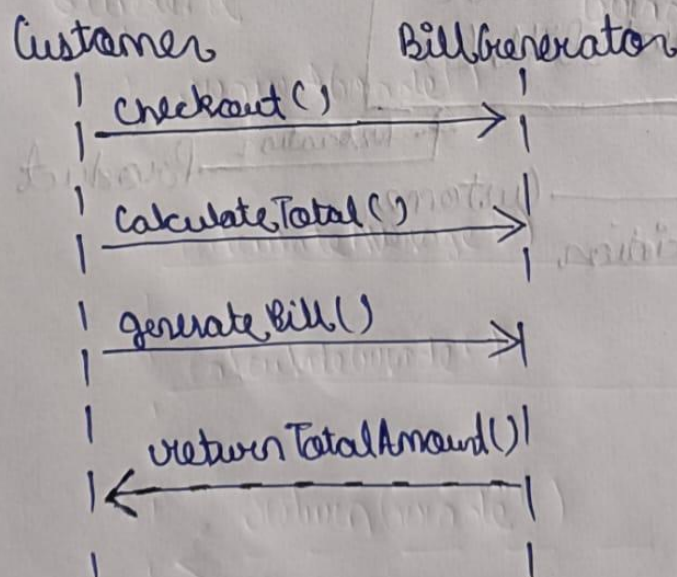 Customer BillGenerator
checkout()
calculateTotal()
generateBill()
returnTotalAmount()